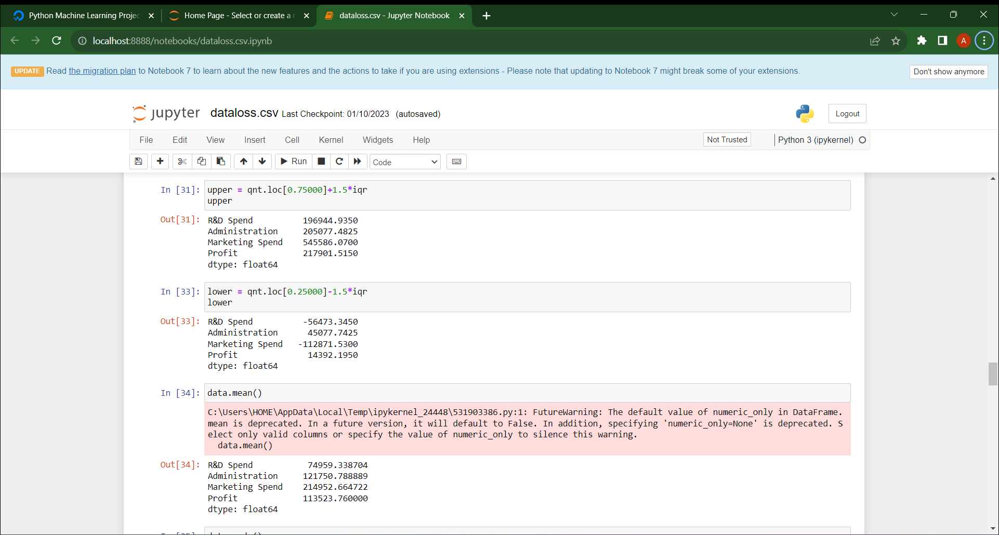 Python Machine Learning Projec
Home Page - Select or create a n
dataloss.csv - Jupyter Notebook
localhost:8888/notebooks/dataloss.csv.ipynb
A
UPDATE Read the migration plan to Notebook 7 to learn about the new features and the actions to take if you are using extensions - Please note that updating to Notebook 7 might break some of your extensions.
Don't show anymore
jupyter dataloss.csv Last Checkpoint: 01/10/2023 (autosaved)
Logout
File Edit View Insert Cell Kernel Widgets Help
Not Trusted
Python 3 (ipykernel)
Run
Code
In [31]: upper = qnt.loc[0.75000]+1.5*iqr
upper
Out[31]: R&D Spend 196944.9350
Administration 205077.4825
Marketing Spend 545586.0700
Profit 217901.5150
dtype: float64
In [33]: lower = qnt.loc[0.25000]-1.5*iqr
lower
Out[33]: R&D Spend -56473.3450
Administration 45077.7425
Marketing Spend -112871.5300
Profit 14392.1950
dtype: float64
In [34]: data.mean()
C:\Users\HOME\AppData\Local\Temp\ipykernel_24448\531903386.py:1: FutureWarning: The default value of numeric_only in DataFrame.
mean is deprecated. In a future version, it will default to False. In addition, specifying 'numeric_only=None' is deprecated. S
elect only valid columns or specify the value of numeric_only to silence this warning.
data.mean()
Out[34]: R&D Spend 74959.338704
Administration 121750.788889
Marketing Spend 214952.664722
Profit 113523.760000
dtype: float64